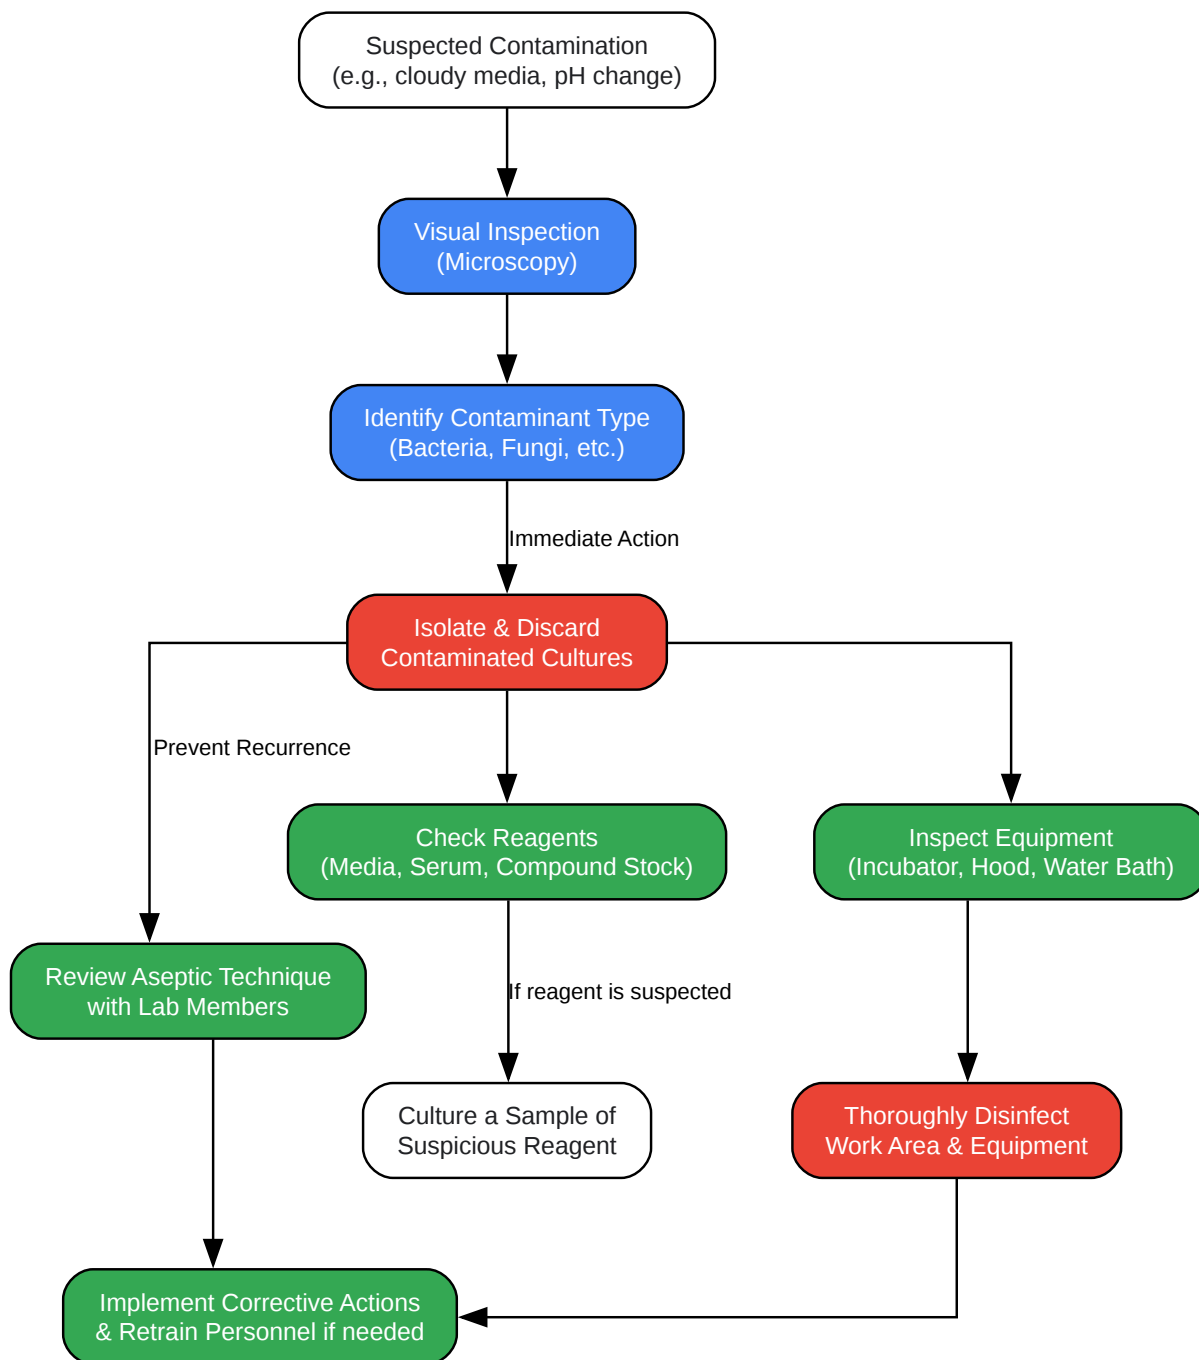 Suspected Contamination
(e.g., cloudy media, pH change)
Visual Inspection
(Microscopy)
Identify Contaminant Type
(Bacteria, Fungi, etc.)
Immediate Action
Isolate & Discard
Contaminated Cultures
Prevent Recurrence
Check Reagents
(Media, Serum, Compound Stock)
Inspect Equipment
(Incubator, Hood, Water Bath)
Review Aseptic Technique
with Lab Members
If reagent is suspected
Culture a Sample of
Suspicious Reagent
Thoroughly Disinfect
Work Area & Equipment
Implement Corrective Actions
& Retrain Personnel if needed